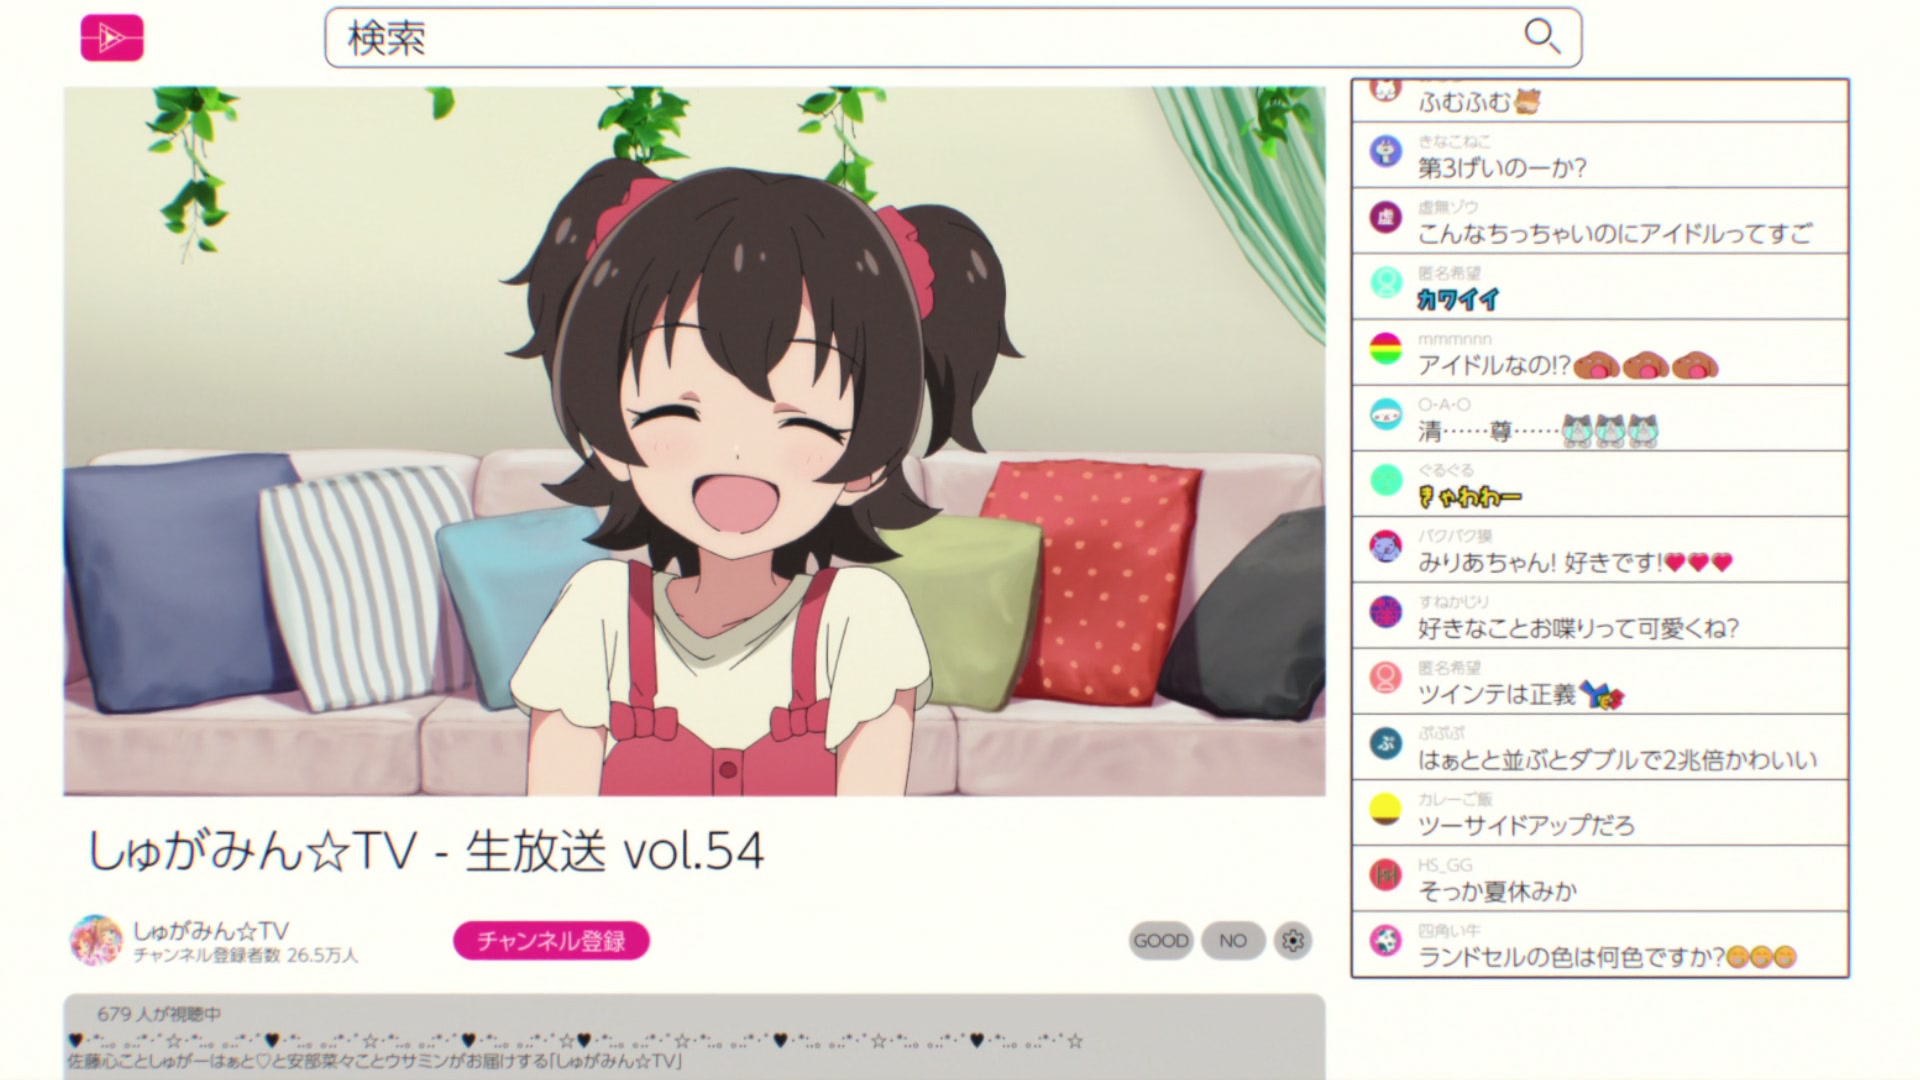 検索
ふむふむ
きなこねこ
第3げいのーか?
虚
虚無ゾウ
こんなちっちゃいのにアイドルってすご
匿名希望
カワイイ
mmmnnn
アイドルなの!?
O・A・O
清……尊……
ぐるぐる
きゃわわー
バクバク獏
みりあちゃん! 好きです!♥♥♥
すねかじり
好きなことお喋りって可愛くね?
匿名希望
ツインテは正義
ぷ
ぷぷぷ
はぁとと並ぶとダブルで2兆倍かわいい
カレーご飯
ツーサイドアップだろ
HS_GG
そっか夏休みか
四角い牛
ランドセルの色は何色ですか?
しゅがみん☆TV - 生放送 vol.54
しゅがみん☆TV
チャンネル登録者数 26.5万人
チャンネル登録
GOOD
NO
679 人が視聴中
佐藤心ことしゅがーはぁと♡と安部菜々ことウサミンがお届けする「しゅがみん☆TV」